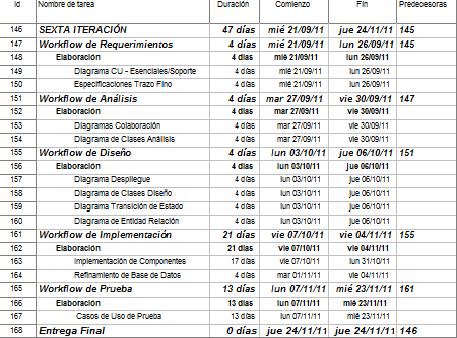 Id Nombre de tarea Duración Comienzo Fin Predecesoras
146 SEXTA ITERACIÓN 47 días mié 21/09/11 jue 24/11/11 145
147 Workflow de Requerimientos 4 días mié 21/09/11 lun 26/09/11 145
148 Elaboración 4 días mié 21/09/11 lun 26/09/11
149 Diagrama CU - Esenciales/Soporte 4 días mié 21/09/11 lun 26/09/11
150 Especificaciones Trazo Fino 4 días mié 21/09/11 lun 26/09/11
151 Workflow de Análisis 4 días mar 27/09/11 vie 30/09/11 147
152 Elaboración 4 días mar 27/09/11 vie 30/09/11
153 Diagramas Colaboración 4 días mar 27/09/11 vie 30/09/11
154 Diagrama de Clases Análisis 4 días mar 27/09/11 vie 30/09/11
155 Workflow de Diseño 4 días lun 03/10/11 jue 06/10/11 151
156 Elaboración 4 días lun 03/10/11 jue 06/10/11
157 Diagrama Despliegue 4 días lun 03/10/11 jue 06/10/11
158 Diagrama de Clases Diseño 4 días lun 03/10/11 jue 06/10/11
159 Diagrama Transición de Estado 4 días lun 03/10/11 jue 06/10/11
160 Diagrama de Entidad Relación 4 días lun 03/10/11 jue 06/10/11
161 Workflow de Implementación 21 días vie 07/10/11 vie 04/11/11 155
162 Elaboración 21 días vie 07/10/11 vie 04/11/11
163 Implementación de Componentes 17 días vie 07/10/11 lun 31/10/11
164 Refinamiento de Base de Datos 4 días mar 01/11/11 vie 04/11/11
165 Workflow de Prueba 13 días lun 07/11/11 mié 23/11/11 161
166 Elaboración 13 días lun 07/11/11 mié 23/11/11
167 Casos de Uso de Prueba 13 días lun 07/11/11 mié 23/11/11
168 Entrega Final 0 días jue 24/11/11 jue 24/11/11 146